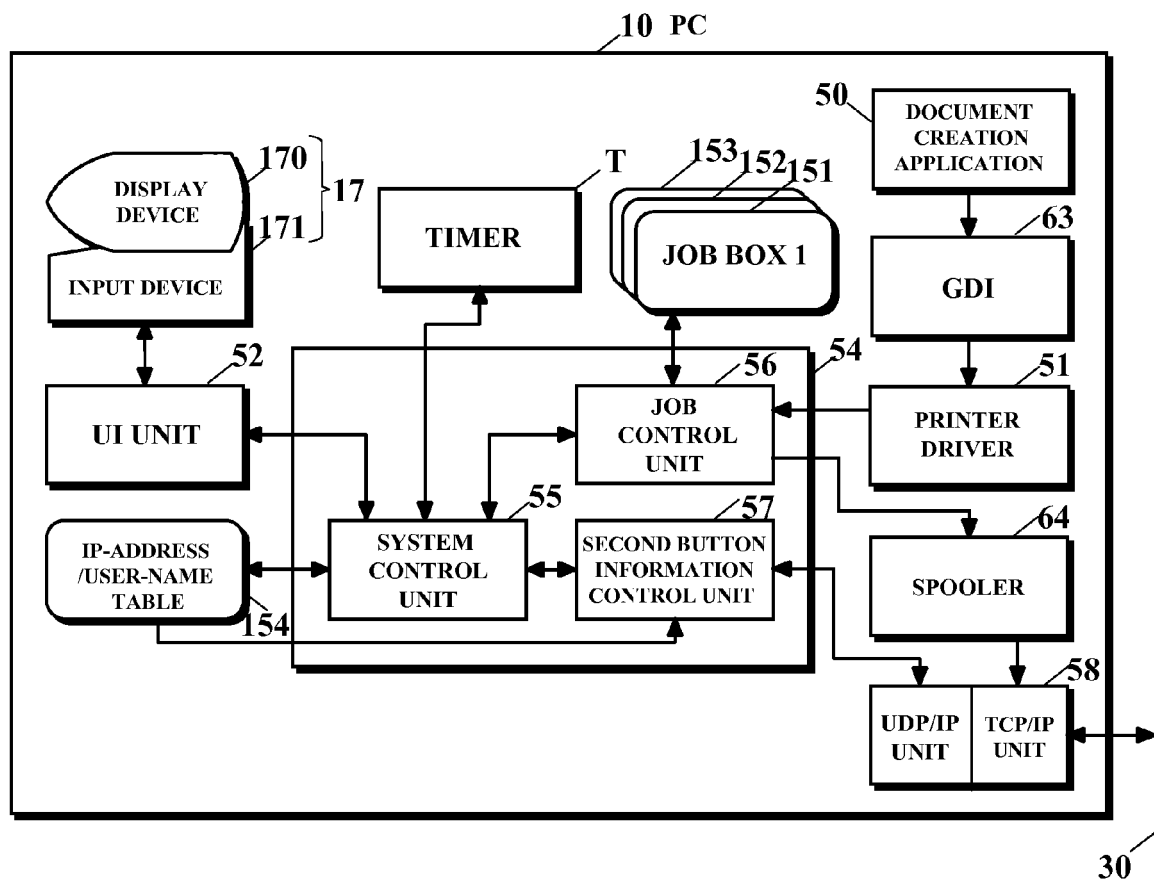 10 PC
50
DOCUMENT
CREATION
APPLICATION
170
17
171
DISPLAY
DEVICE
INPUT DEVICE
T
TIMER
153
152
151
JOB BOX 1
63
GDI
52
UI UNIT
54
56
JOB
CONTROL
UNIT
51
PRINTER
DRIVER
55
SYSTEM
CONTROL
UNIT
57
SECOND BUTTON
INFORMATION
CONTROL UNIT
64
SPOOLER
IP-ADDRESS
/USER-NAME
TABLE
154
58
UDP/IP
UNIT
TCP/IP
UNIT
30